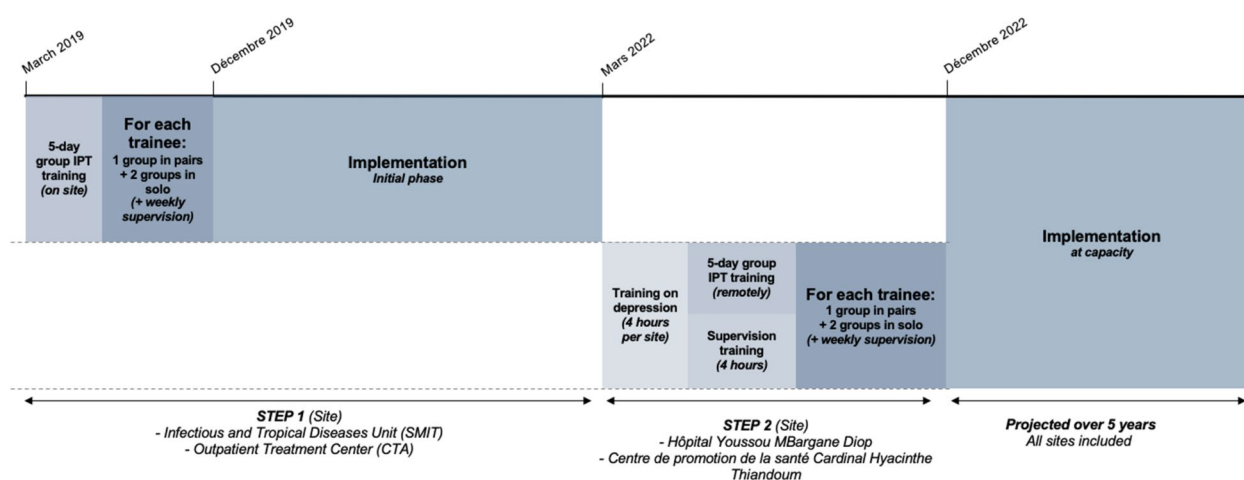 March 2019
Décembre 2019
Mars 2022
Décembre 2022
5-day
group IPT
training
(on site)
For each
trainee:
1 group in pairs
+ 2 groups in
solo
(+ weekly
supervision)
Implementation
Initial phase
Training on
depression
(4 hours
per site)
5-day group
IPT training
(remotely)
Supervision
training
(4 hours)
For each trainee:
1 group in pairs
+ 2 groups in solo
(+ weekly supervision)
Implementation
at capacity
STEP 1 (Site)
- Infectious and Tropical Diseases Unit (SMIT)
- Outpatient Treatment Center (CTA)
STEP 2 (Site)
- Hôpital Youssou MBargane Diop
- Centre de promotion de la santé Cardinal Hyacinthe
Thiandoum
Projected over 5 years
All sites included